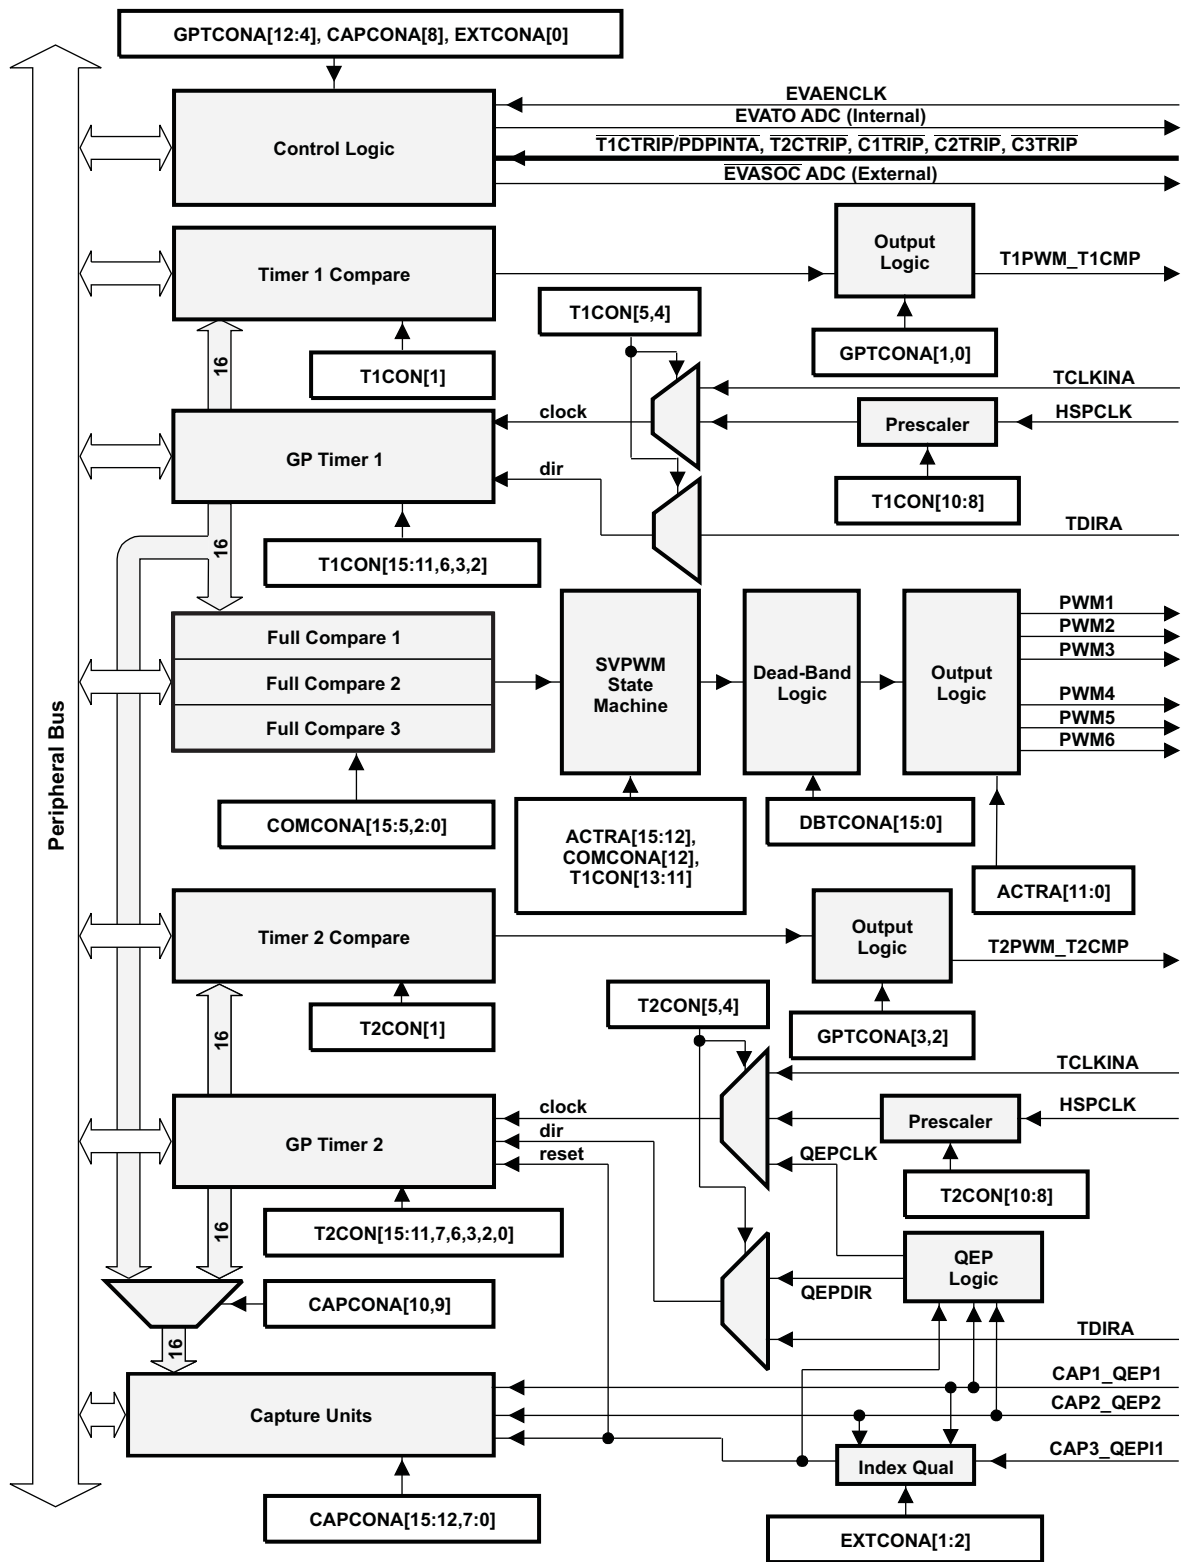 GPTCONA[12:4], CAPCONA[8], EXTCONA[0]
Control Logic
EVAENCLK
EVATO ADC (Internal)
T1CTRIP/PDPINTA, T2CTRIP, C1TRIP, C2TRIP, C3TRIP
EVASOC ADC (External)
Timer 1 Compare
Output
Logic
T1PWM_T1CMP
T1CON[5,4]
GPTCONA[1,0]
16
T1CON[1]
TCLKINA
clock
Prescaler
HSPCLK
GP Timer 1
dir
T1CON[10:8]
TDIRA
16
T1CON[15:11,6,3,2]
Full Compare 1
Full Compare 2
Full Compare 3
SVPWM
State
Machine
Dead-Band
Logic
Output
Logic
PWM1
PWM2
PWM3
PWM4
PWM5
PWM6
Peripheral Bus
COMCONA[15:5,2:0]
ACTRA[15:12],
COMCONA[12],
T1CON[13:11]
DBTCONA[15:0]
ACTRA[11:0]
Timer 2 Compare
Output
Logic
T2PWM_T2CMP
T2CON[5,4]
GPTCONA[3,2]
16
T2CON[1]
TCLKINA
clock
Prescaler
HSPCLK
GP Timer 2
dir
reset
QEPCLK
T2CON[10:8]
16
T2CON[15:11,7,6,3,2,0]
QEP
Logic
QEPDIR
CAPCONA[10,9]
TDIRA
16
Capture Units
CAP1_QEP1
CAP2_QEP2
Index Qual
CAP3_QEPI1
CAPCONA[15:12,7:0]
EXTCONA[1:2]